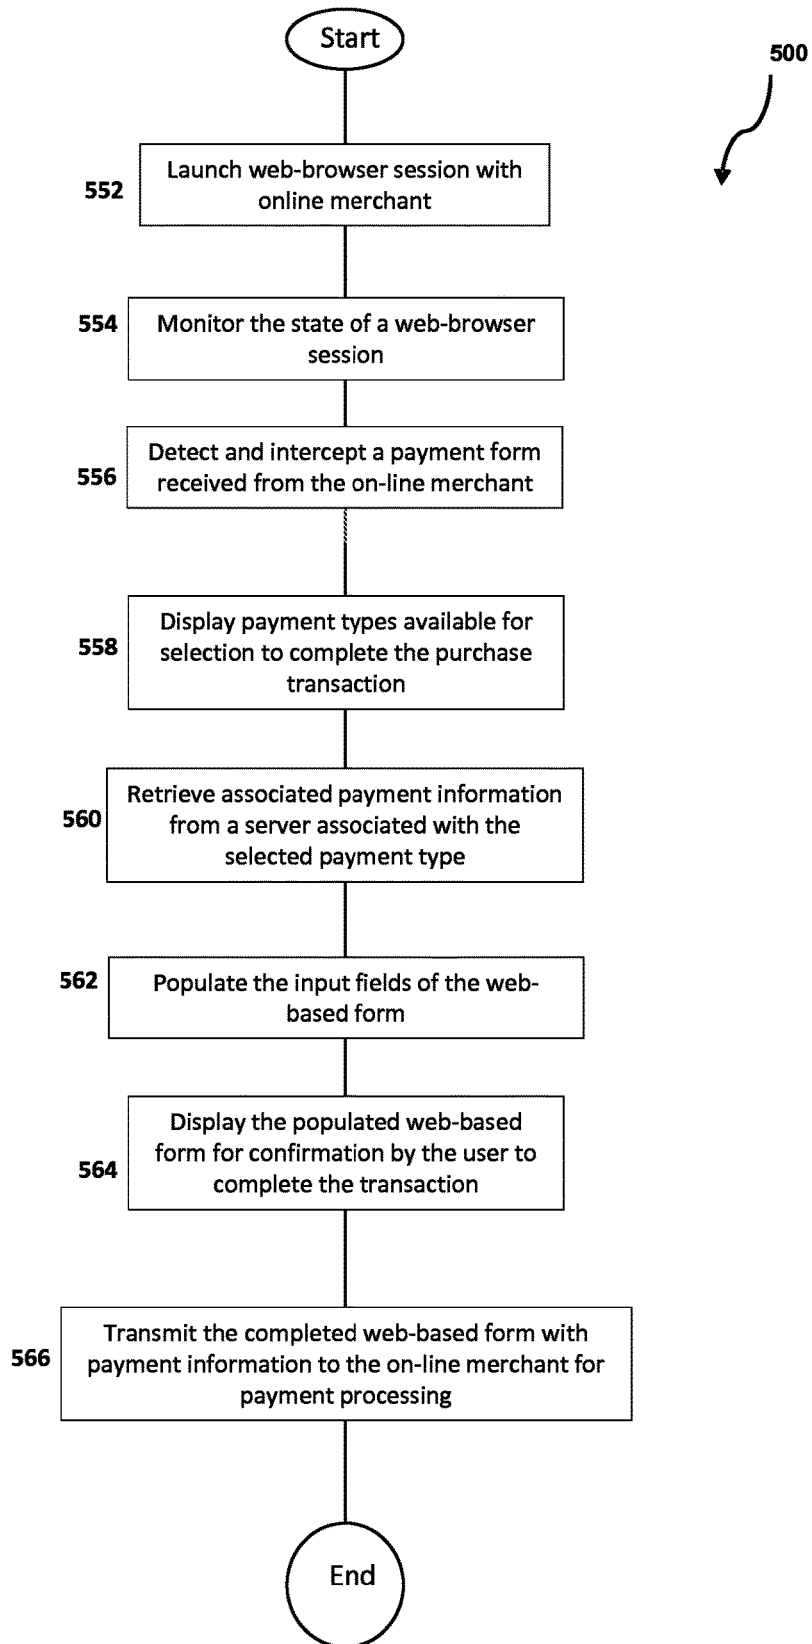 Start
500
552
Launch web-browser session with
online merchant
554
Monitor the state of a web-browser
session
556
Detect and intercept a payment form
received from the on-line merchant
558
Display payment types available for
selection to complete the purchase
transaction
560
Retrieve associated payment information
from a server associated with the
selected payment type
562
Populate the input fields of the web-
based form
564
Display the populated web-based
form for confirmation by the user to
complete the transaction
566
Transmit the completed web-based form with
payment information to the on-line merchant for
payment processing
End